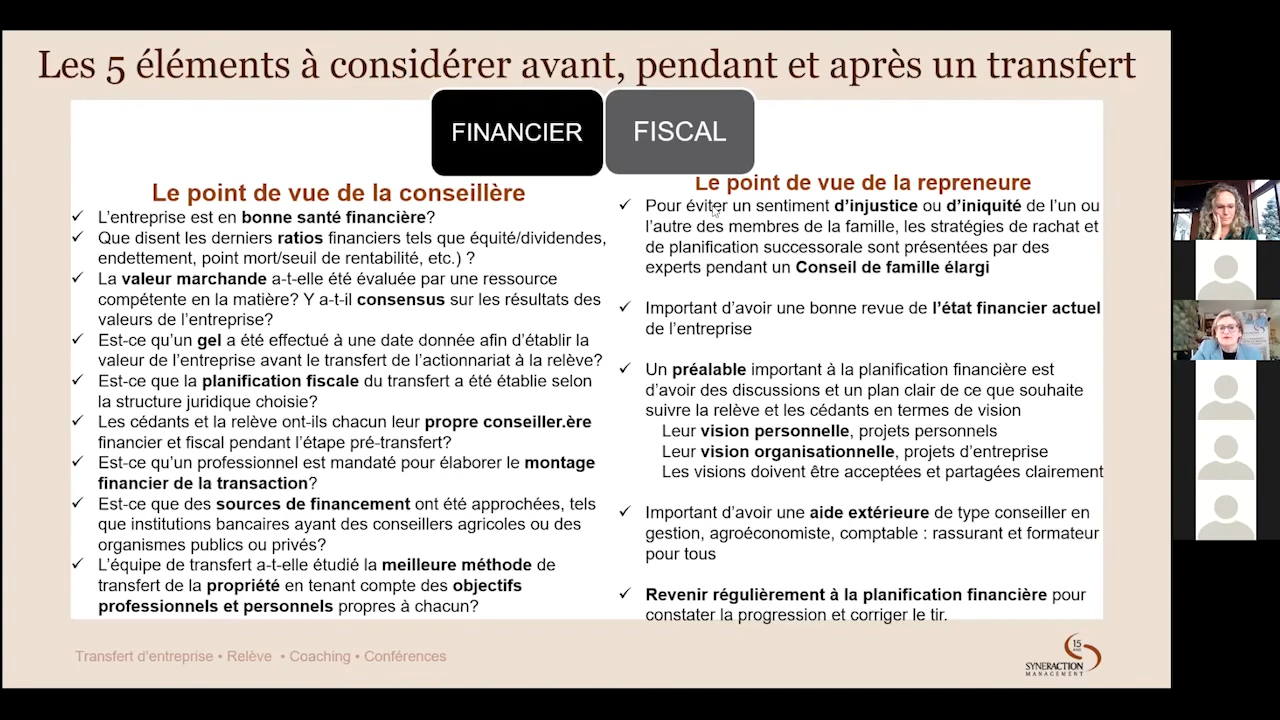 Les 5 éléments à considérer avant, pendant et après un transfert
FINANCIER
FISCAL
Le point de vue de la conseillère
✓ L'entreprise est en bonne santé financière?
✓ Que disent les derniers ratios financiers tels que équité/dividendes,
endettement, point mort/seuil de rentabilité, etc.) ?
✓ La valeur marchande a-t-elle été évaluée par une ressource
compétente en la matière? Y a-t-il consensus sur les résultats des
valeurs de l'entreprise?
✓ Est-ce qu'un gel a été effectué à une date donnée afin d'établir la
valeur de l'entreprise avant le transfert de l'actionnariat à la relève?
✓ Est-ce que la planification fiscale du transfert a été établie selon
la structure juridique choisie?
✓ Les cédants et la relève ont-ils chacun leur propre conseiller.ère
financier et fiscal pendant l'étape pré-transfert?
✓ Est-ce qu'un professionnel est mandaté pour élaborer le montage
financier de la transaction?
✓ Est-ce que des sources de financement ont été approchées, tels
que institutions bancaires ayant des conseillers agricoles ou des
organismes publics ou privés?
✓ L'équipe de transfert a-t-elle étudié la meilleure méthode de
transfert de la propriété en tenant compte des objectifs
professionnels et personnels propres à chacun?
Le point de vue de la repreneure
✓ Pour éviter un sentiment d'injustice ou d'iniquité de l'un ou
l'autre des membres de la famille, les stratégies de rachat et
de planification successorale sont présentées par des
experts pendant un Conseil de famille élargi
✓ Important d'avoir une bonne revue de l'état financier actuel
de l'entreprise
✓ Un préalable important à la planification financière est
d'avoir des discussions et un plan clair de ce que souhaite
suivre la relève et les cédants en termes de vision
Leur vision personnelle, projets personnels
Leur vision organisationnelle, projets d'entreprise
Les visions doivent être acceptées et partagées clairement
✓ Important d'avoir une aide extérieure de type conseiller en
gestion, agroéconomiste, comptable : rassurant et formateur
pour tous
✓ Revenir régulièrement à la planification financière pour
constater la progression et corriger le tir.
Transfert d'entreprise • Relève • Coaching • Conférences
15
ANS
SYNERACTION
MANAGEMENT